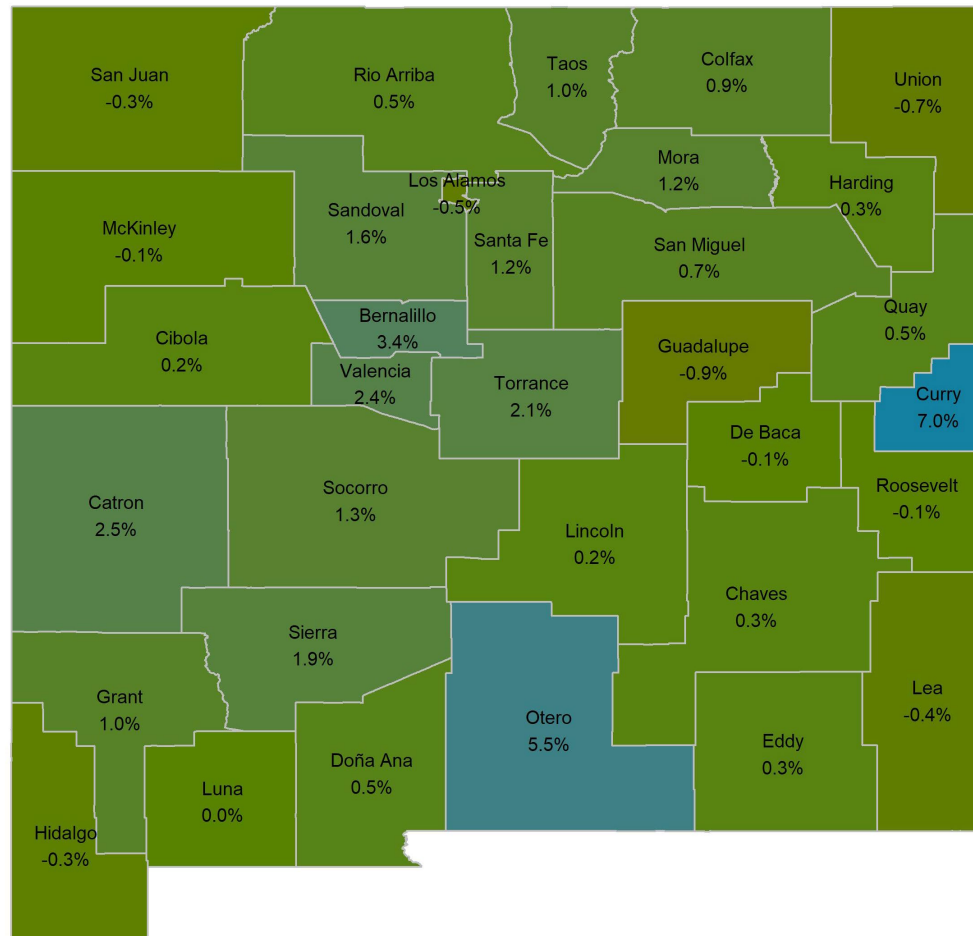 San Juan
-0.3%
Rio Arriba
0.5%
Taos
1.0%
Colfax
0.9%
Union
-0.7%
Los Alamos
-0.5%
Mora
1.2%
Harding
0.3%
McKinley
-0.1%
Sandoval
1.6%
Santa Fe
1.2%
San Miguel
0.7%
Quay
0.5%
Cibola
0.2%
Bernalillo
3.4%
Valencia
2.4%
Torrance
2.1%
Guadalupe
-0.9%
Curry
7.0%
De Baca
-0.1%
Roosevelt
-0.1%
Catron
2.5%
Socorro
1.3%
Lincoln
0.2%
Chaves
0.3%
Sierra
1.9%
Grant
1.0%
Otero
5.5%
Lea
-0.4%
Eddy
0.3%
Doña Ana
0.5%
Luna
0.0%
Hidalgo
-0.3%